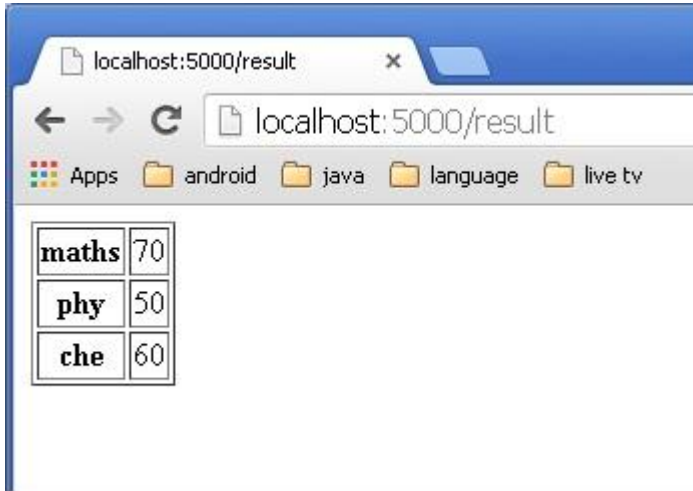 localhost:5000/result
localhost:5000/result
Apps android java language live tv
maths 70
phy 50
che 60